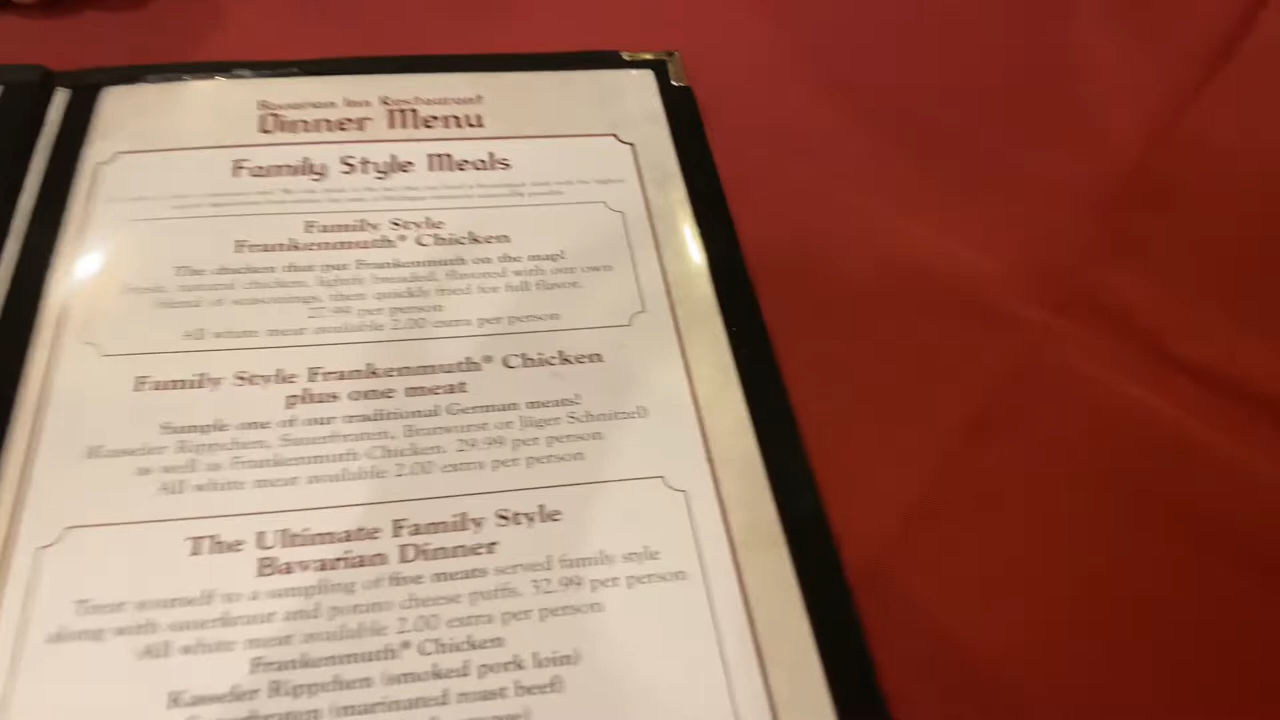 Bavarian Inn Restaurant
Dinner Menu
Family Style Meals
Family Style
Frankenmuth® Chicken
The chicken that put Frankenmuth on the map!
Fresh, natural chicken, lightly breaded, flavored with our own
blend of seasonings, then quickly fried for full flavor.
per person
All white meat available 2.00 extra per person
Family Style Frankenmuth® Chicken
plus one meat
Sample one of our traditional German meats!
(Kasseler Rippchen, Sauerbraten, Bratwurst or Jäger Schnitzel)
as well as Frankenmuth Chicken. 29.99 per person
All white meat available 2.00 extra per person
The Ultimate Family Style
Bavarian Dinner
Treat yourself to a sampling of five meats served family style
along with sauerkraut and potato cheese puffs. 32.99 per person
All white meat available 2.00 extra per person
Frankenmuth® Chicken
Kasseler Rippchen (smoked pork loin)
Sauerbraten (marinated roast beef)